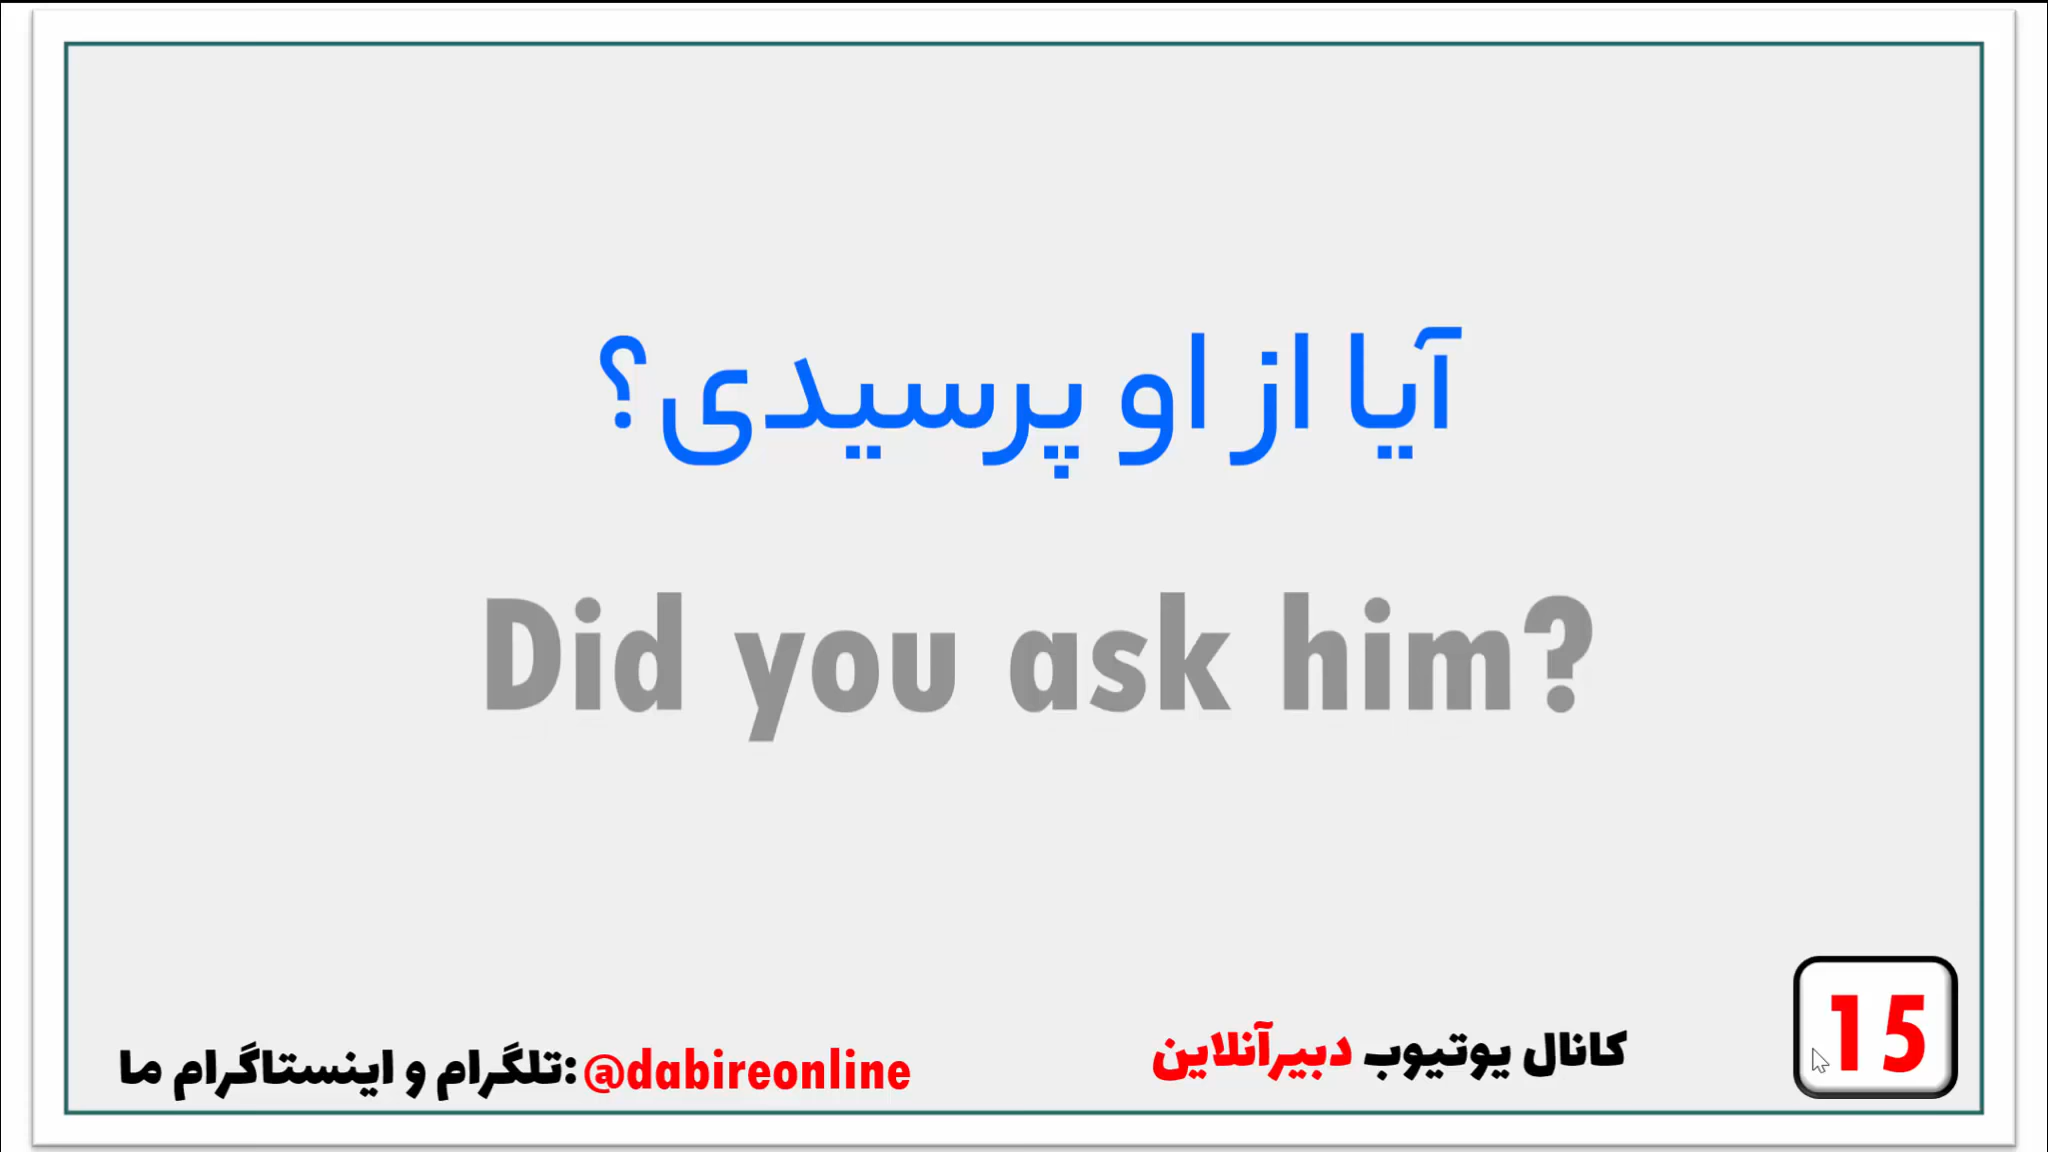 آیا از او پرسیدی؟
Did you ask him?
کانال یوتیوب دبیرآنلاین
تلگرام و اینستاگرام ما: @dabireonline
15